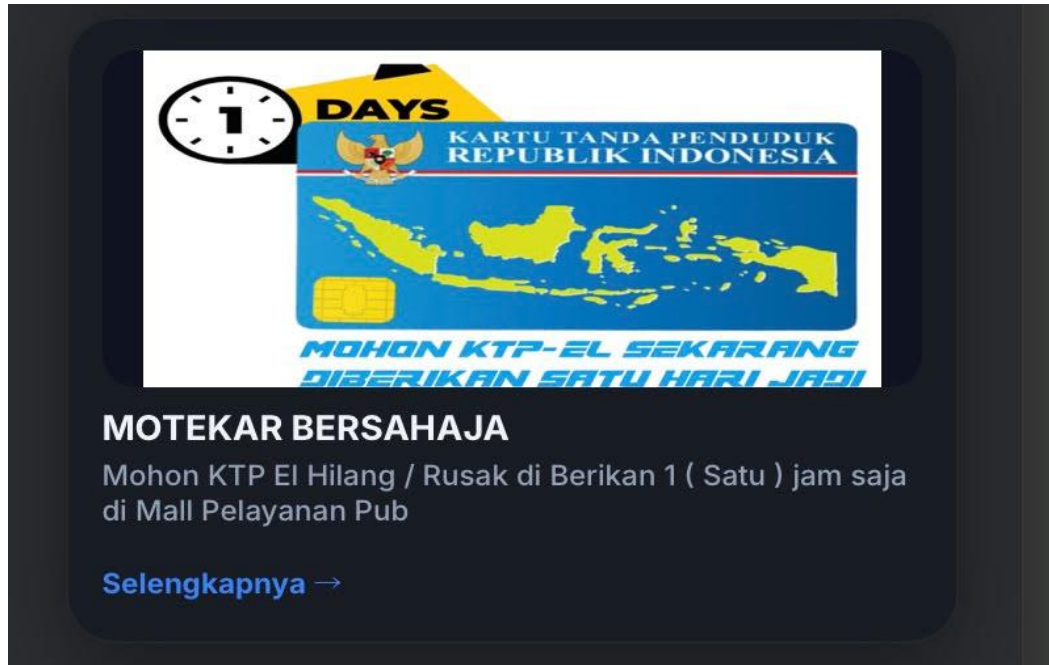 1
DAYS
KARTU TANDA PENDUDUK
REPUBLIK INDONESIA
MOHON KTP-EL SEKARANG
DIBERIKAN SATU HARI JADI
MOTEKAR BERSAHAJA
Mohon KTP El Hilang / Rusak di Berikan 1 ( Satu ) jam saja
di Mall Pelayanan Pub
Selengkapnya →